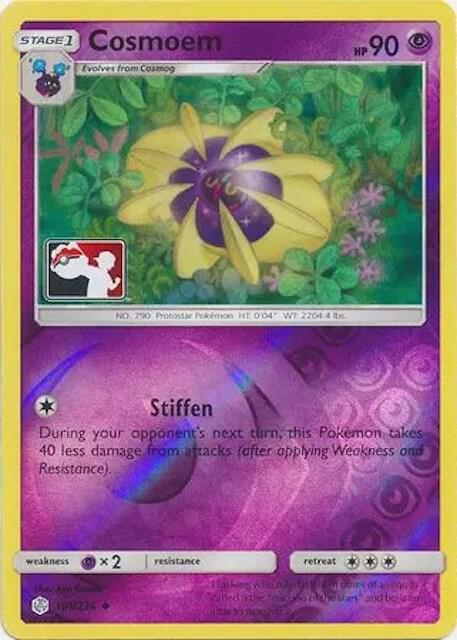 STAGE 1
Cosmoem
HP 90
Evolves from Cosmog
NO. 790 Protostar Pokémon HT: 0'04" WT: 2204.4 lbs.
Stiffen
During your opponent's next turn, this Pokémon takes
40 less damage from attacks (after applying Weakness and
Resistance).
weakness × 2 resistance retreat
/236